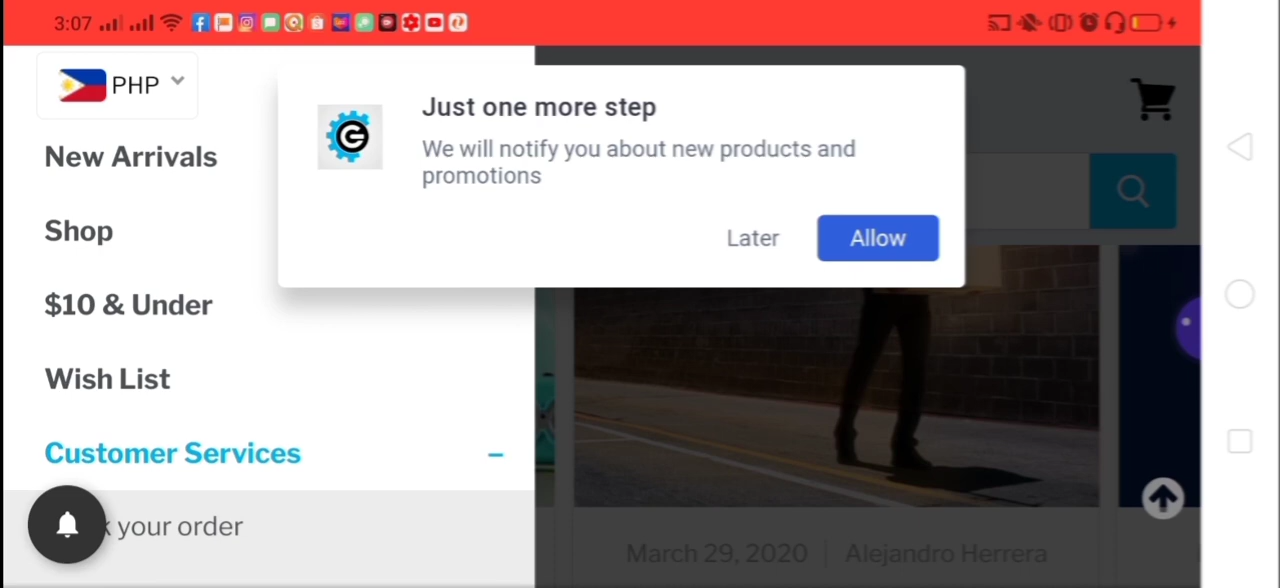 3:07
PHP
New Arrivals
Shop
$10 & Under
Wish List
Customer Services
your order
Just one more step
We will notify you about new products and
promotions
Later
Allow
March 29, 2020 | Alejandro Herrera